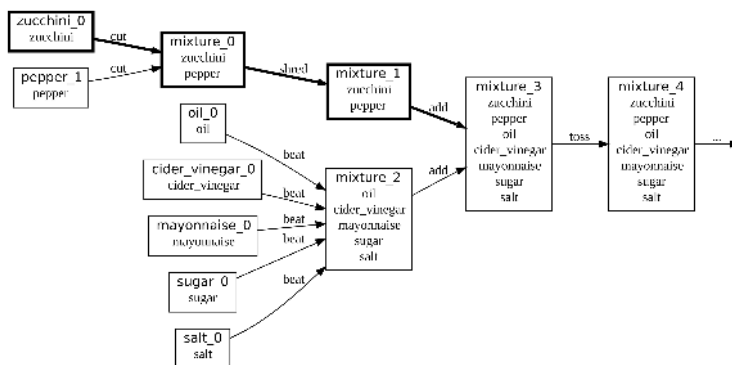 zucchini_0
zucchini
cut
pepper_1
pepper
cut
mixture_0
zucchini
pepper
shred
mixture_1
zucchini
pepper
add
oil_0
oil
beat
cider_vinegar_0
cider_vinegar
beat
mayonnaise_0
mayonnaise
beat
sugar_0
sugar
beat
salt_0
salt
beat
mixture_2
oil
cider_vinegar
mayonnaise
sugar
salt
add
mixture_3
zucchini
pepper
oil
cider_vinegar
mayonnaise
sugar
salt
toss
mixture_4
zucchini
pepper
oil
cider_vinegar
mayonnaise
sugar
salt
...